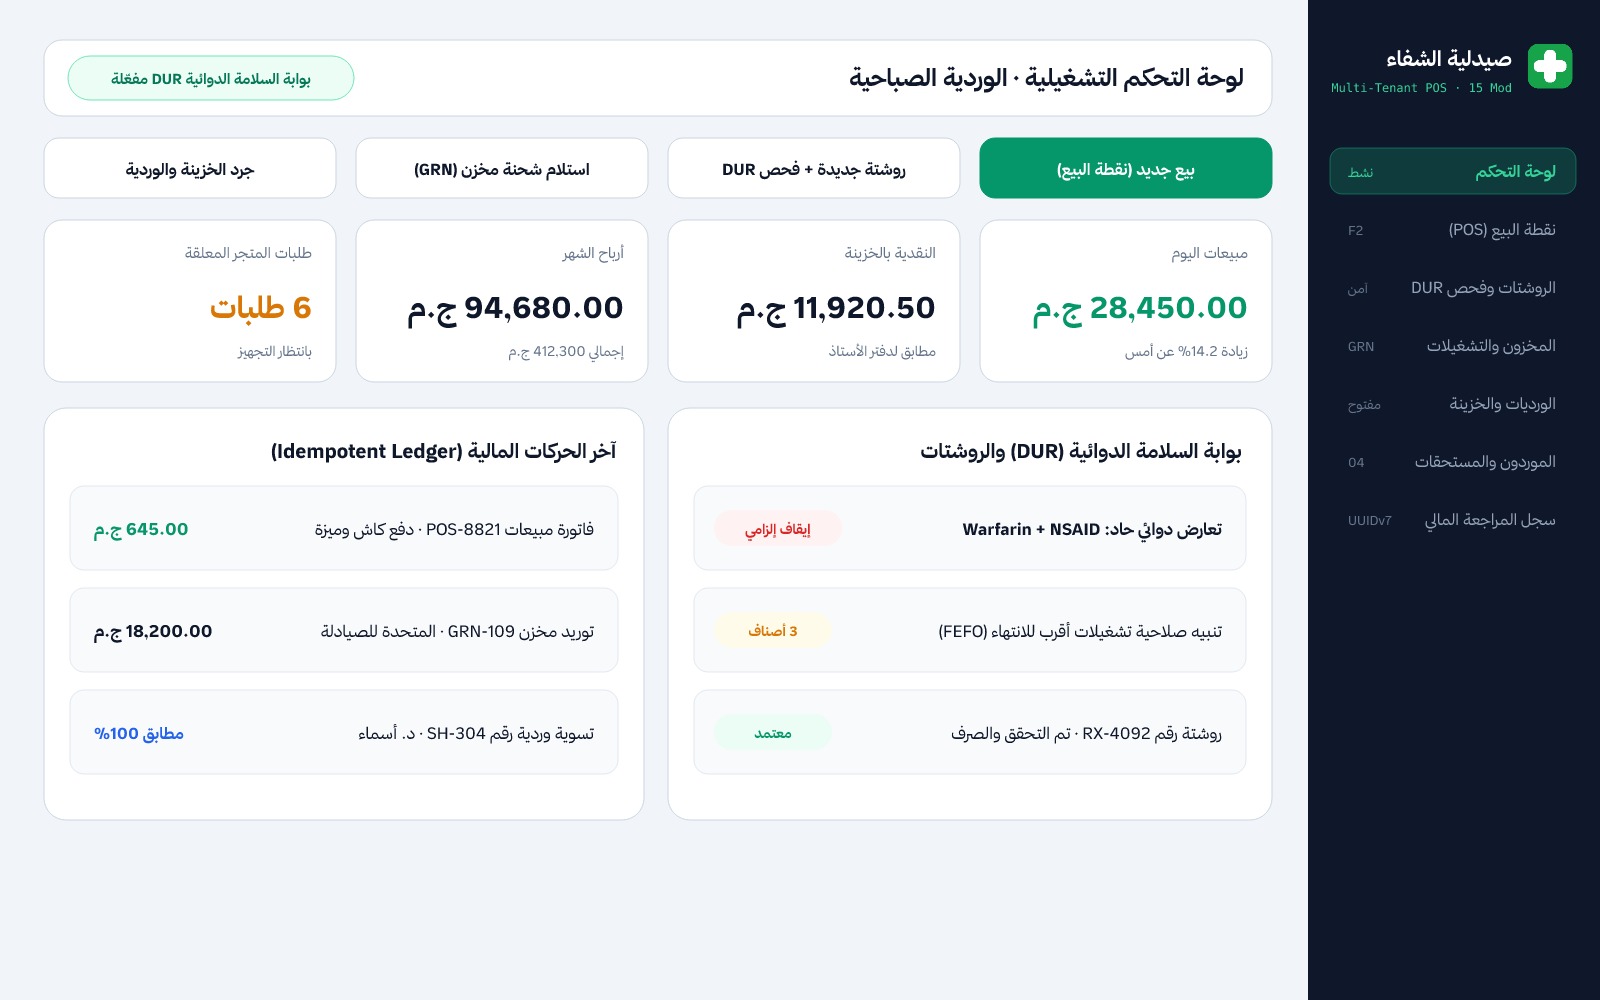 صيدلية الشفاء
Multi-Tenant POS · 15 Mod
لوحة التحكم نشط
نقطة البيع (POS) F2
الروشتات وفحص DUR آمن
المخزون والتشغيلات GRN
الورديات والخزينة مفتوح
الموردون والمستحقات 04
سجل المراجعة المالي UUIDv7
لوحة التحكم التشغيلية · الوردية الصباحية
بوابة السلامة الدوائية DUR مفعّلة
بيع جديد (نقطة البيع)
روشتة جديدة + فحص DUR
استلام شحنة مخزن (GRN)
جرد الخزينة والوردية
مبيعات اليوم
28,450.00 ج.م
زيادة 14.2% عن أمس
النقدية بالخزينة
11,920.50 ج.م
مطابق لدفتر الأستاذ
أرباح الشهر
94,680.00 ج.م
إجمالي 412,300 ج.م
طلبات المتجر المعلقة
6 طلبات
بانتظار التجهيز
بوابة السلامة الدوائية (DUR) والروشتات
تعارض دوائي حاد: Warfarin + NSAID إيقاف إلزامي
تنبيه صلاحية تشغيلات أقرب للانتهاء (FEFO) 3 أصناف
روشتة رقم RX-4092 · تم التحقق والصرف معتمد
آخر الحركات المالية (Idempotent Ledger)
فاتورة مبيعات POS-8821 · دفع كاش وميزة 645.00 ج.م
توريد مخزن GRN-109 · المتحدة للصيادلة 18,200.00 ج.م
تسوية وردية رقم SH-304 · د. أسماء مطابق 100%